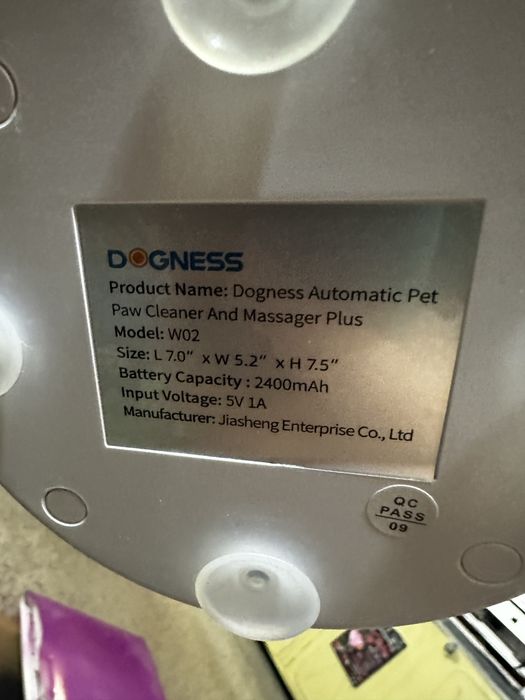 DOGNESS
Product Name: Dogness Automatic Pet
Paw Cleaner And Massager Plus
Model: W02
Size: L 7.0” x W 5.2” x H 7.5”
Battery Capacity : 2400mAh
Input Voltage: 5V 1A
Manufacturer: Jiasheng Enterprise Co., Ltd
QC
PASS
09